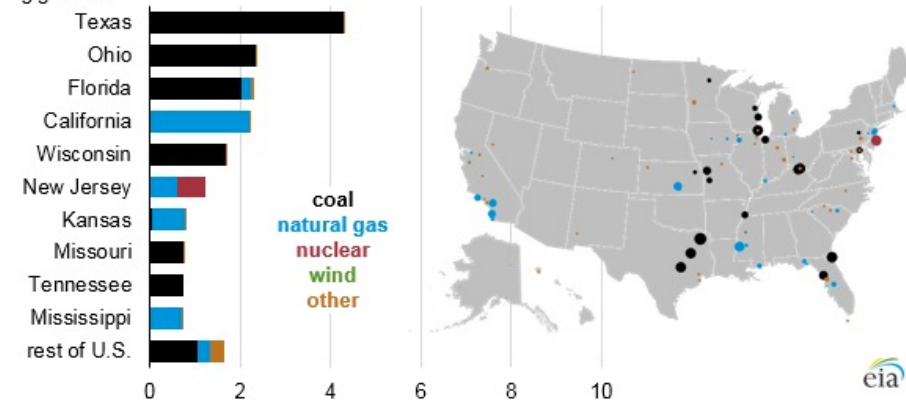 Texas
Ohio
Florida
California
Wisconsin
New Jersey
Kansas
Missouri
Tennessee
Mississippi
rest of U.S.
coal
natural gas
nuclear
wind
other
0 2 4 6 8 10
eia